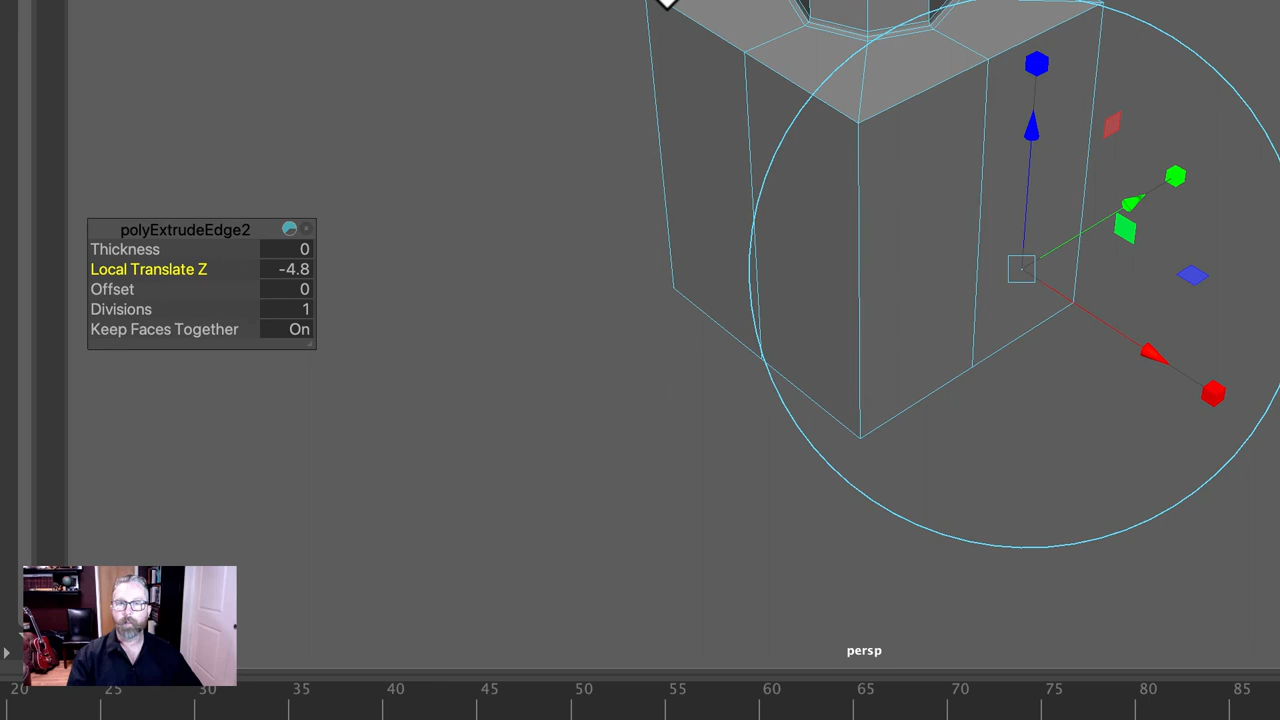 polyExtrudeEdge2
Thickness 0
Local Translate Z -4.8
Offset 0
Divisions 1
Keep Faces Together On
persp
20 25 30 35 40 45 50 55 60 65 70 75 80 85